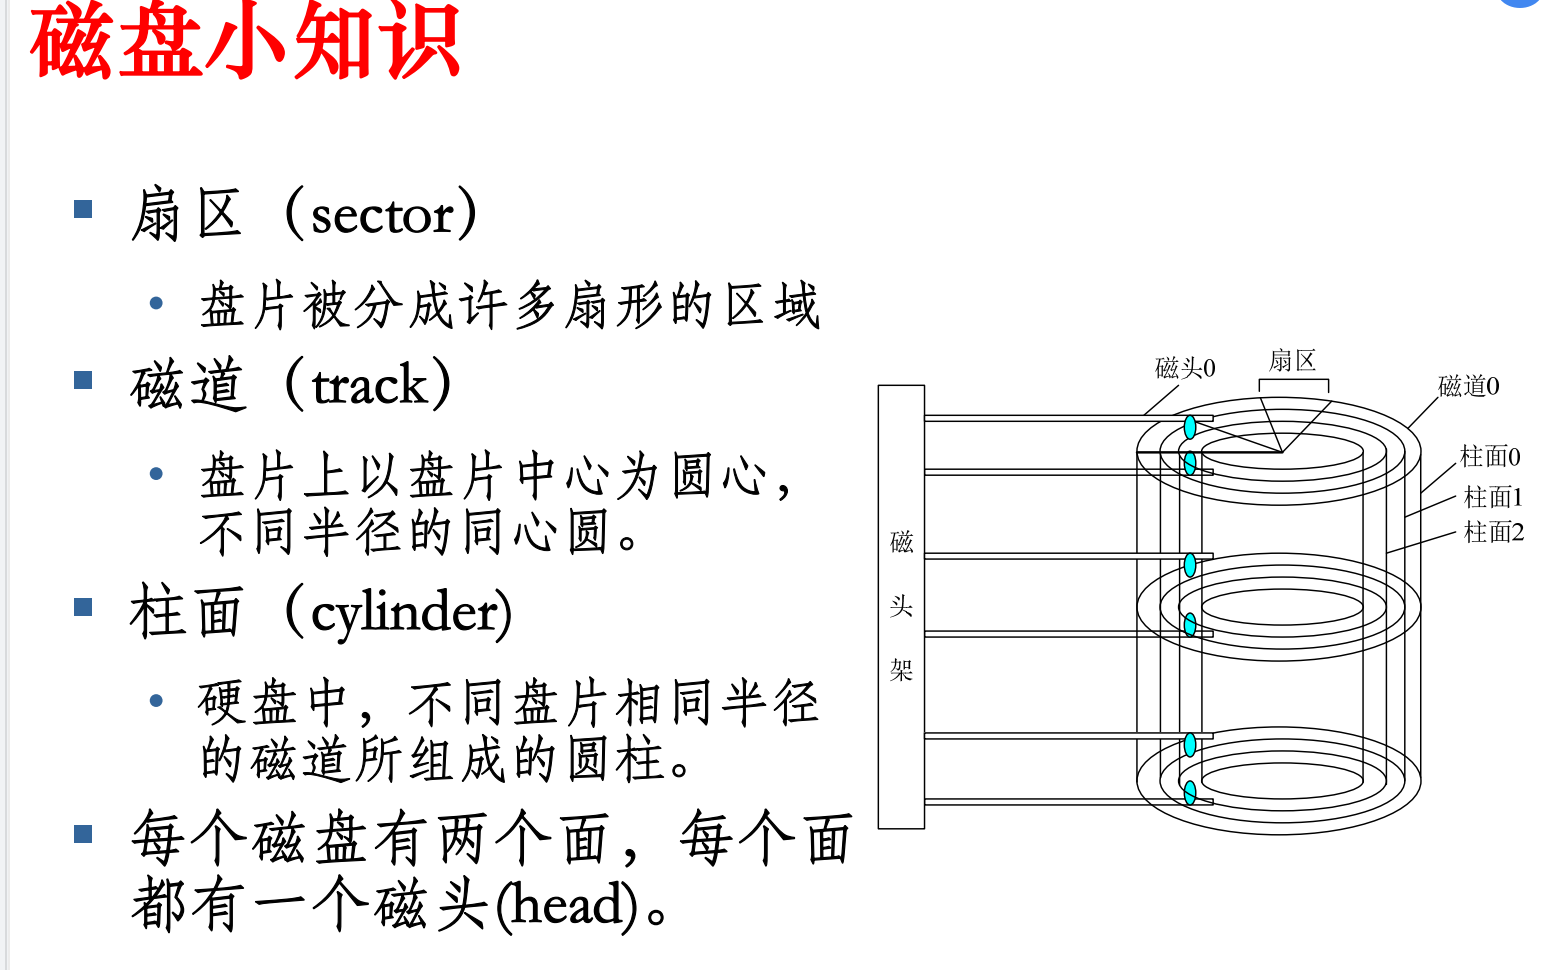 磁盘小知识
扇区（sector）
盘片被分成许多扇形的区域
磁道（track）
盘片上以盘片中心为圆心，
不同半径的同心圆。
柱面（cylinder)
硬盘中，不同盘片相同半径
的磁道所组成的圆柱。
每个磁盘有两个面，每个面
都有一个磁头(head)。
磁头0
扇区
磁道0
柱面0
柱面1
柱面2
磁
头
架